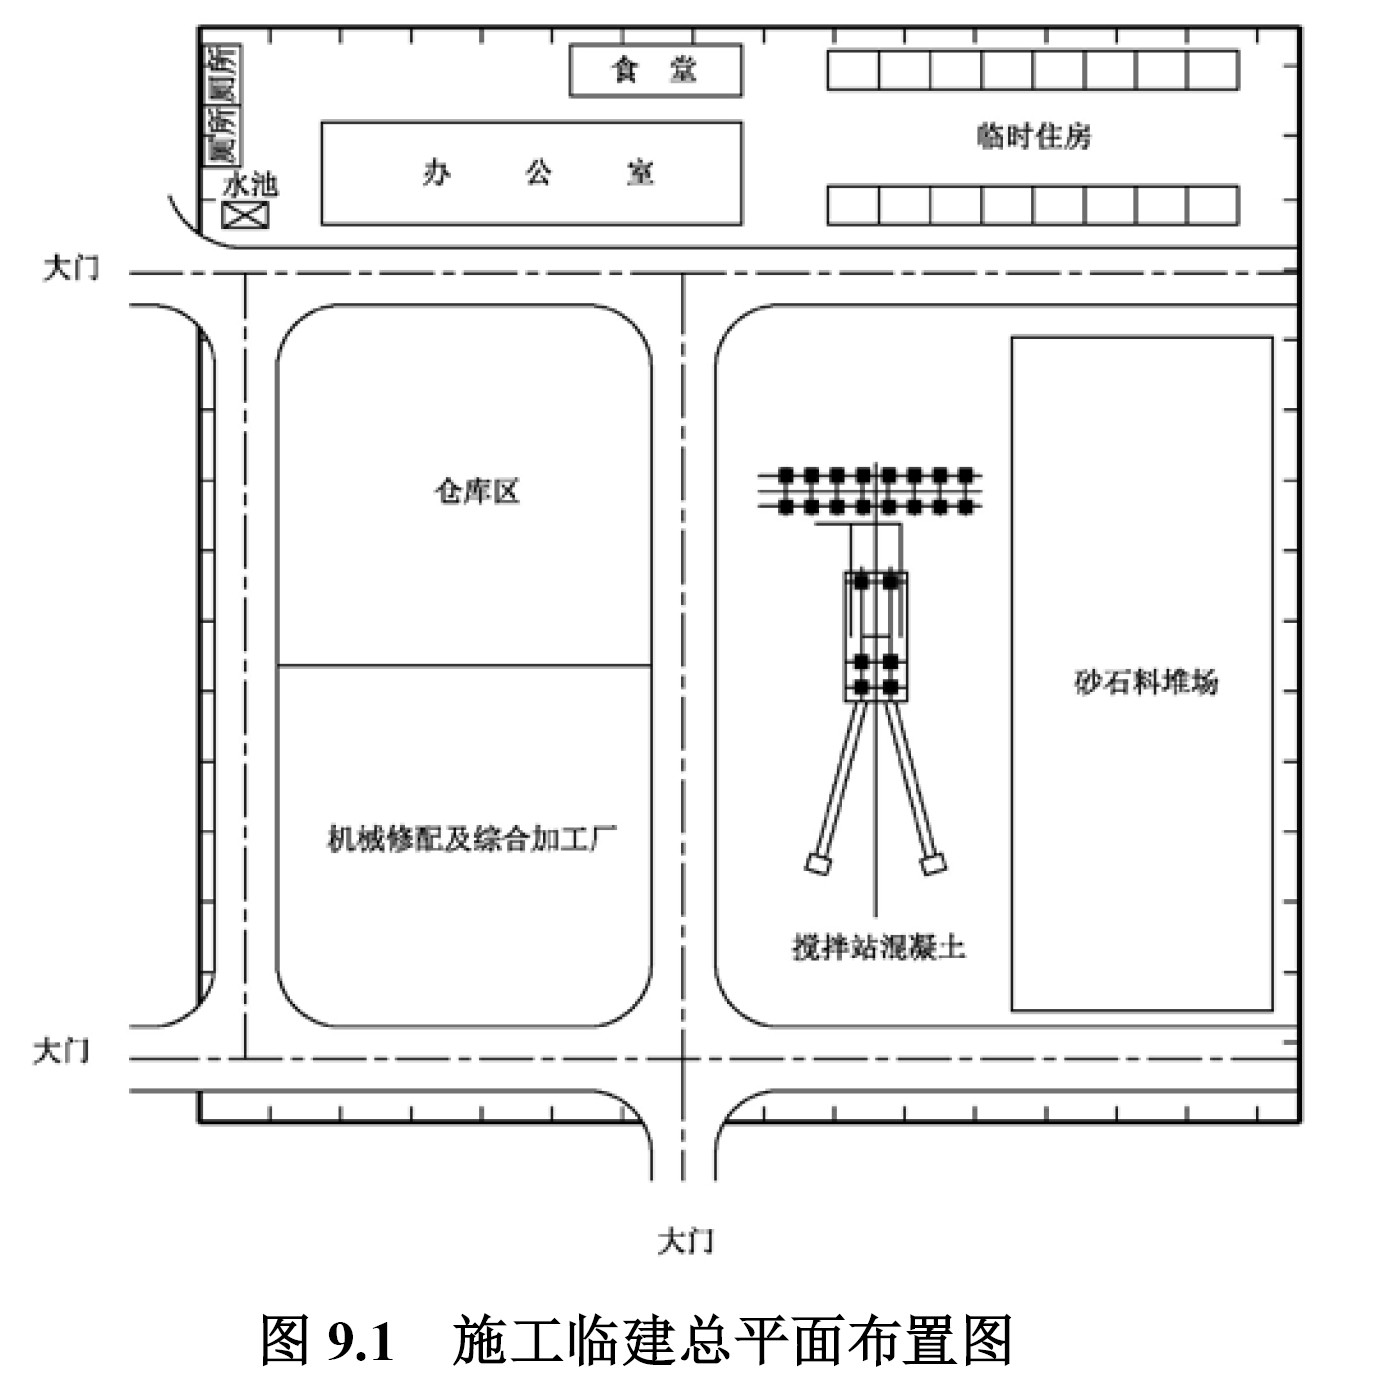 厕所
食 堂
厕所
临时住房
办 公 室
水池
大门
仓库区
砂石料堆场
机械修配及综合加工厂
搅拌站混凝土
大门
大门
图 9.1 施工临建总平面布置图